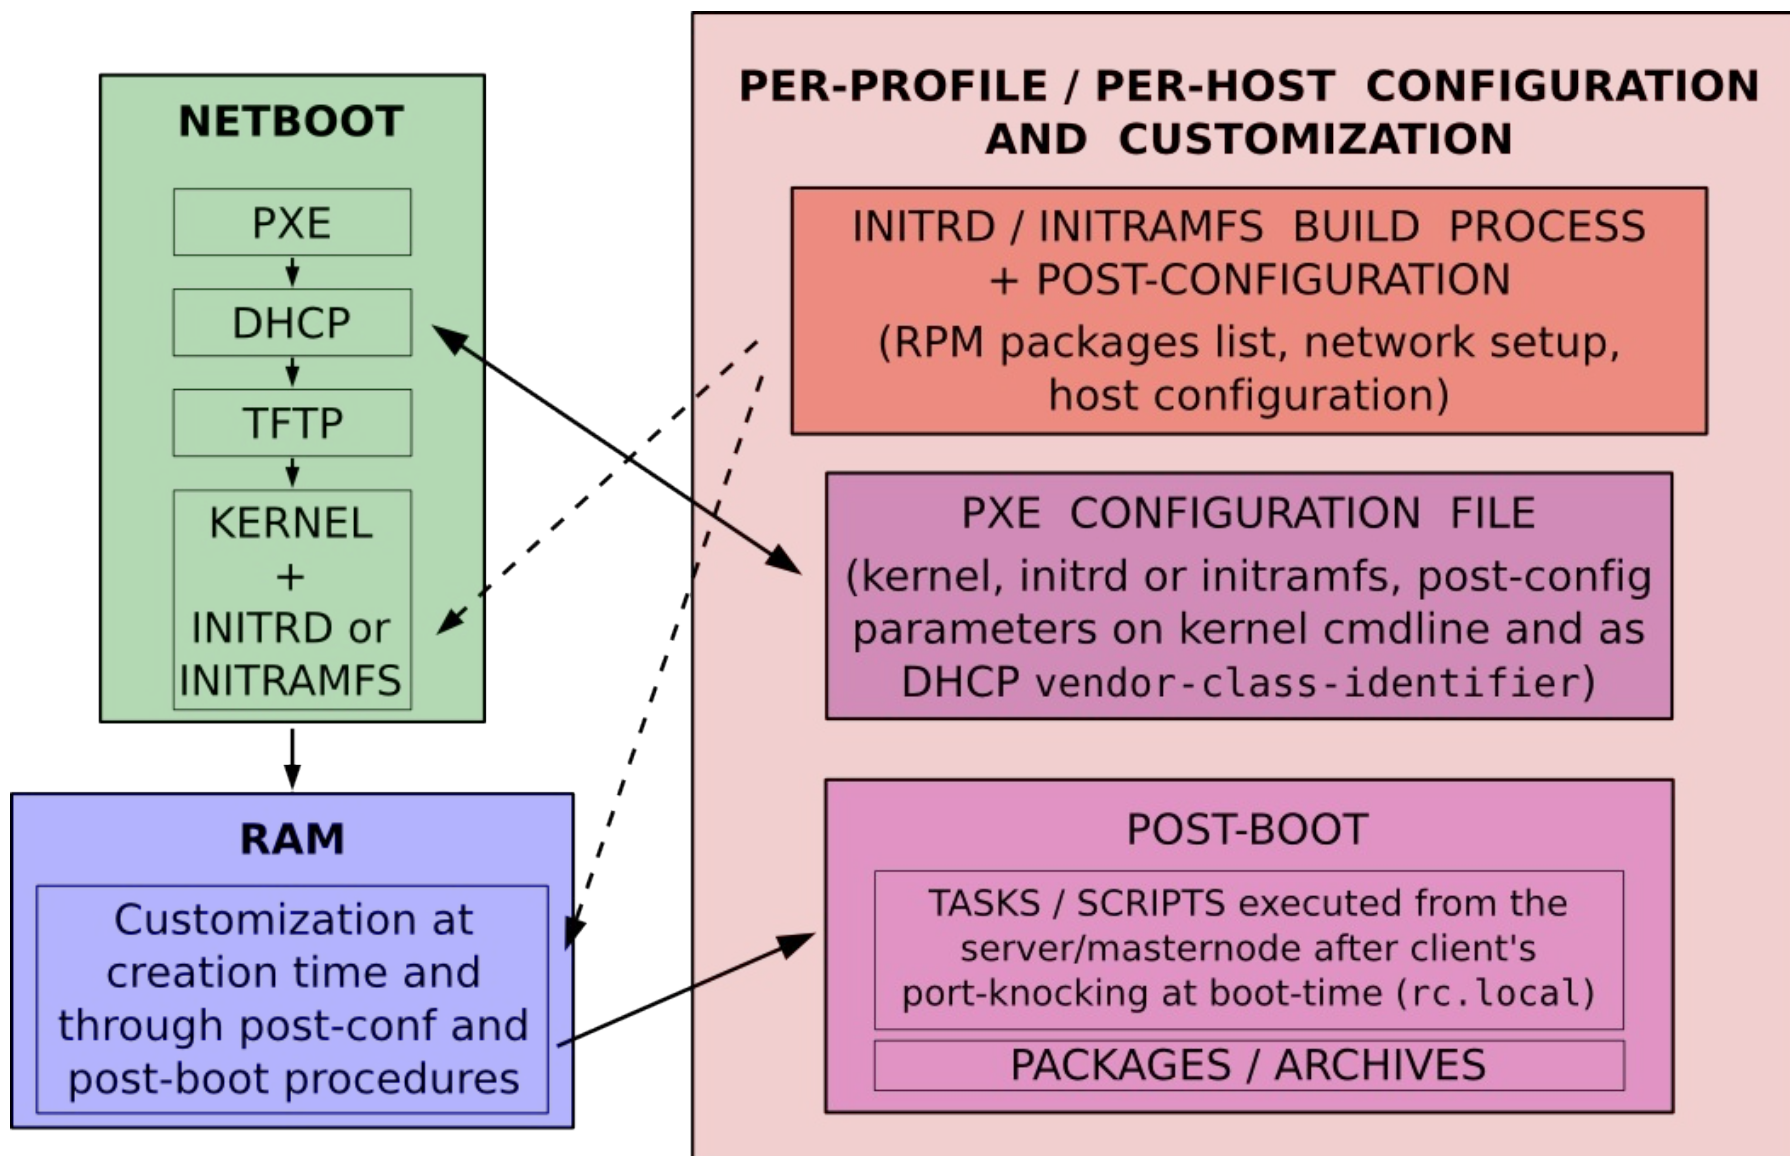 NETBOOT
PXE
DHCP
TFTP
KERNEL
+
INITRD or
INITRAMFS
RAM
Customization at
creation time and
through post-conf and
post-boot procedures
PER-PROFILE / PER-HOST CONFIGURATION
AND CUSTOMIZATION
INITRD / INITRAMFS BUILD PROCESS
+ POST-CONFIGURATION
(RPM packages list, network setup,
host configuration)
PXE CONFIGURATION FILE
(kernel, initrd or initramfs, post-config
parameters on kernel cmdline and as
DHCP vendor-class-identifier)
POST-BOOT
TASKS / SCRIPTS executed from the
server/masternode after client's
port-knocking at boot-time (rc.local)
PACKAGES / ARCHIVES